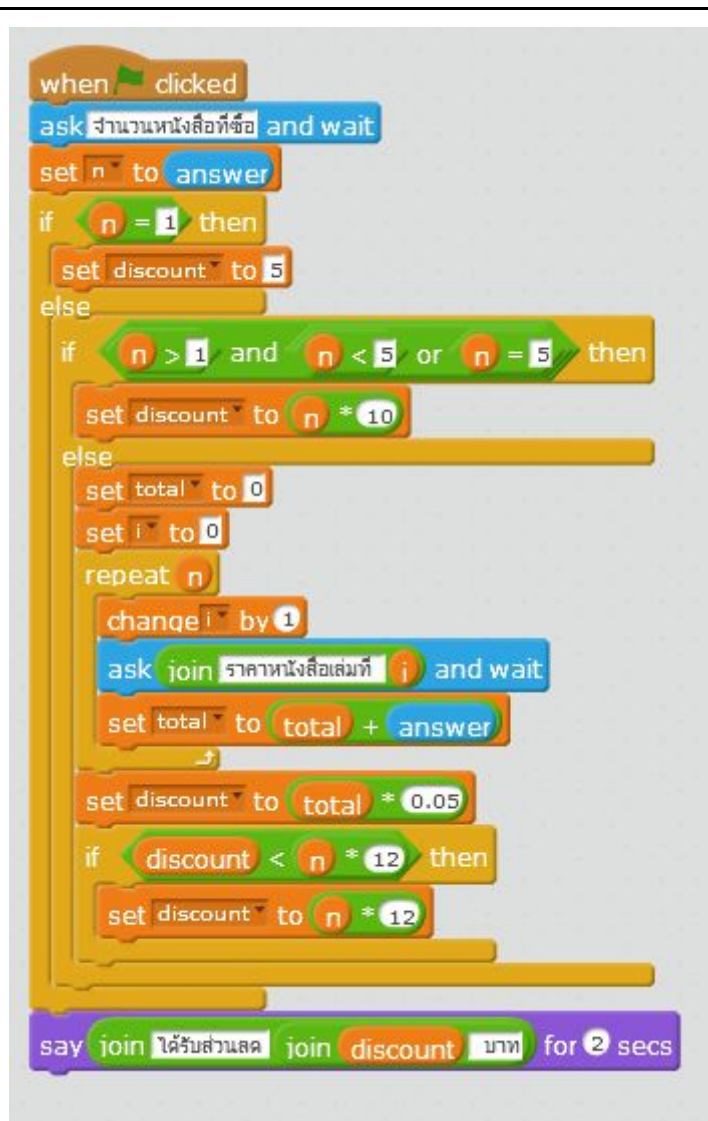 when clicked
ask จำนวนหนังสือที่ซื้อ and wait
set n to answer
if n = 1 then
set discount to 5
else
if n > 1 and n < 5 or n = 5 then
set discount to n * 10
else
set total to 0
set i to 0
repeat n
change i by 1
ask join ราคาหนังสือเล่มที่ i and wait
set total to total + answer
set discount to total * 0.05
if discount < n * 12 then
set discount to n * 12
say join ได้รับส่วนลด join discount บาท for 2 secs